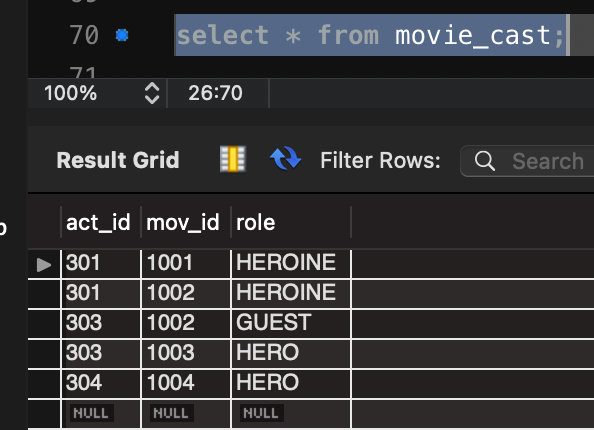 70 select * from movie_cast;
71
100% 26:70
Result Grid Filter Rows: Search
act_id mov_id role
301 1001 HEROINE
301 1002 HEROINE
303 1002 GUEST
303 1003 HERO
304 1004 HERO
NULL NULL NULL